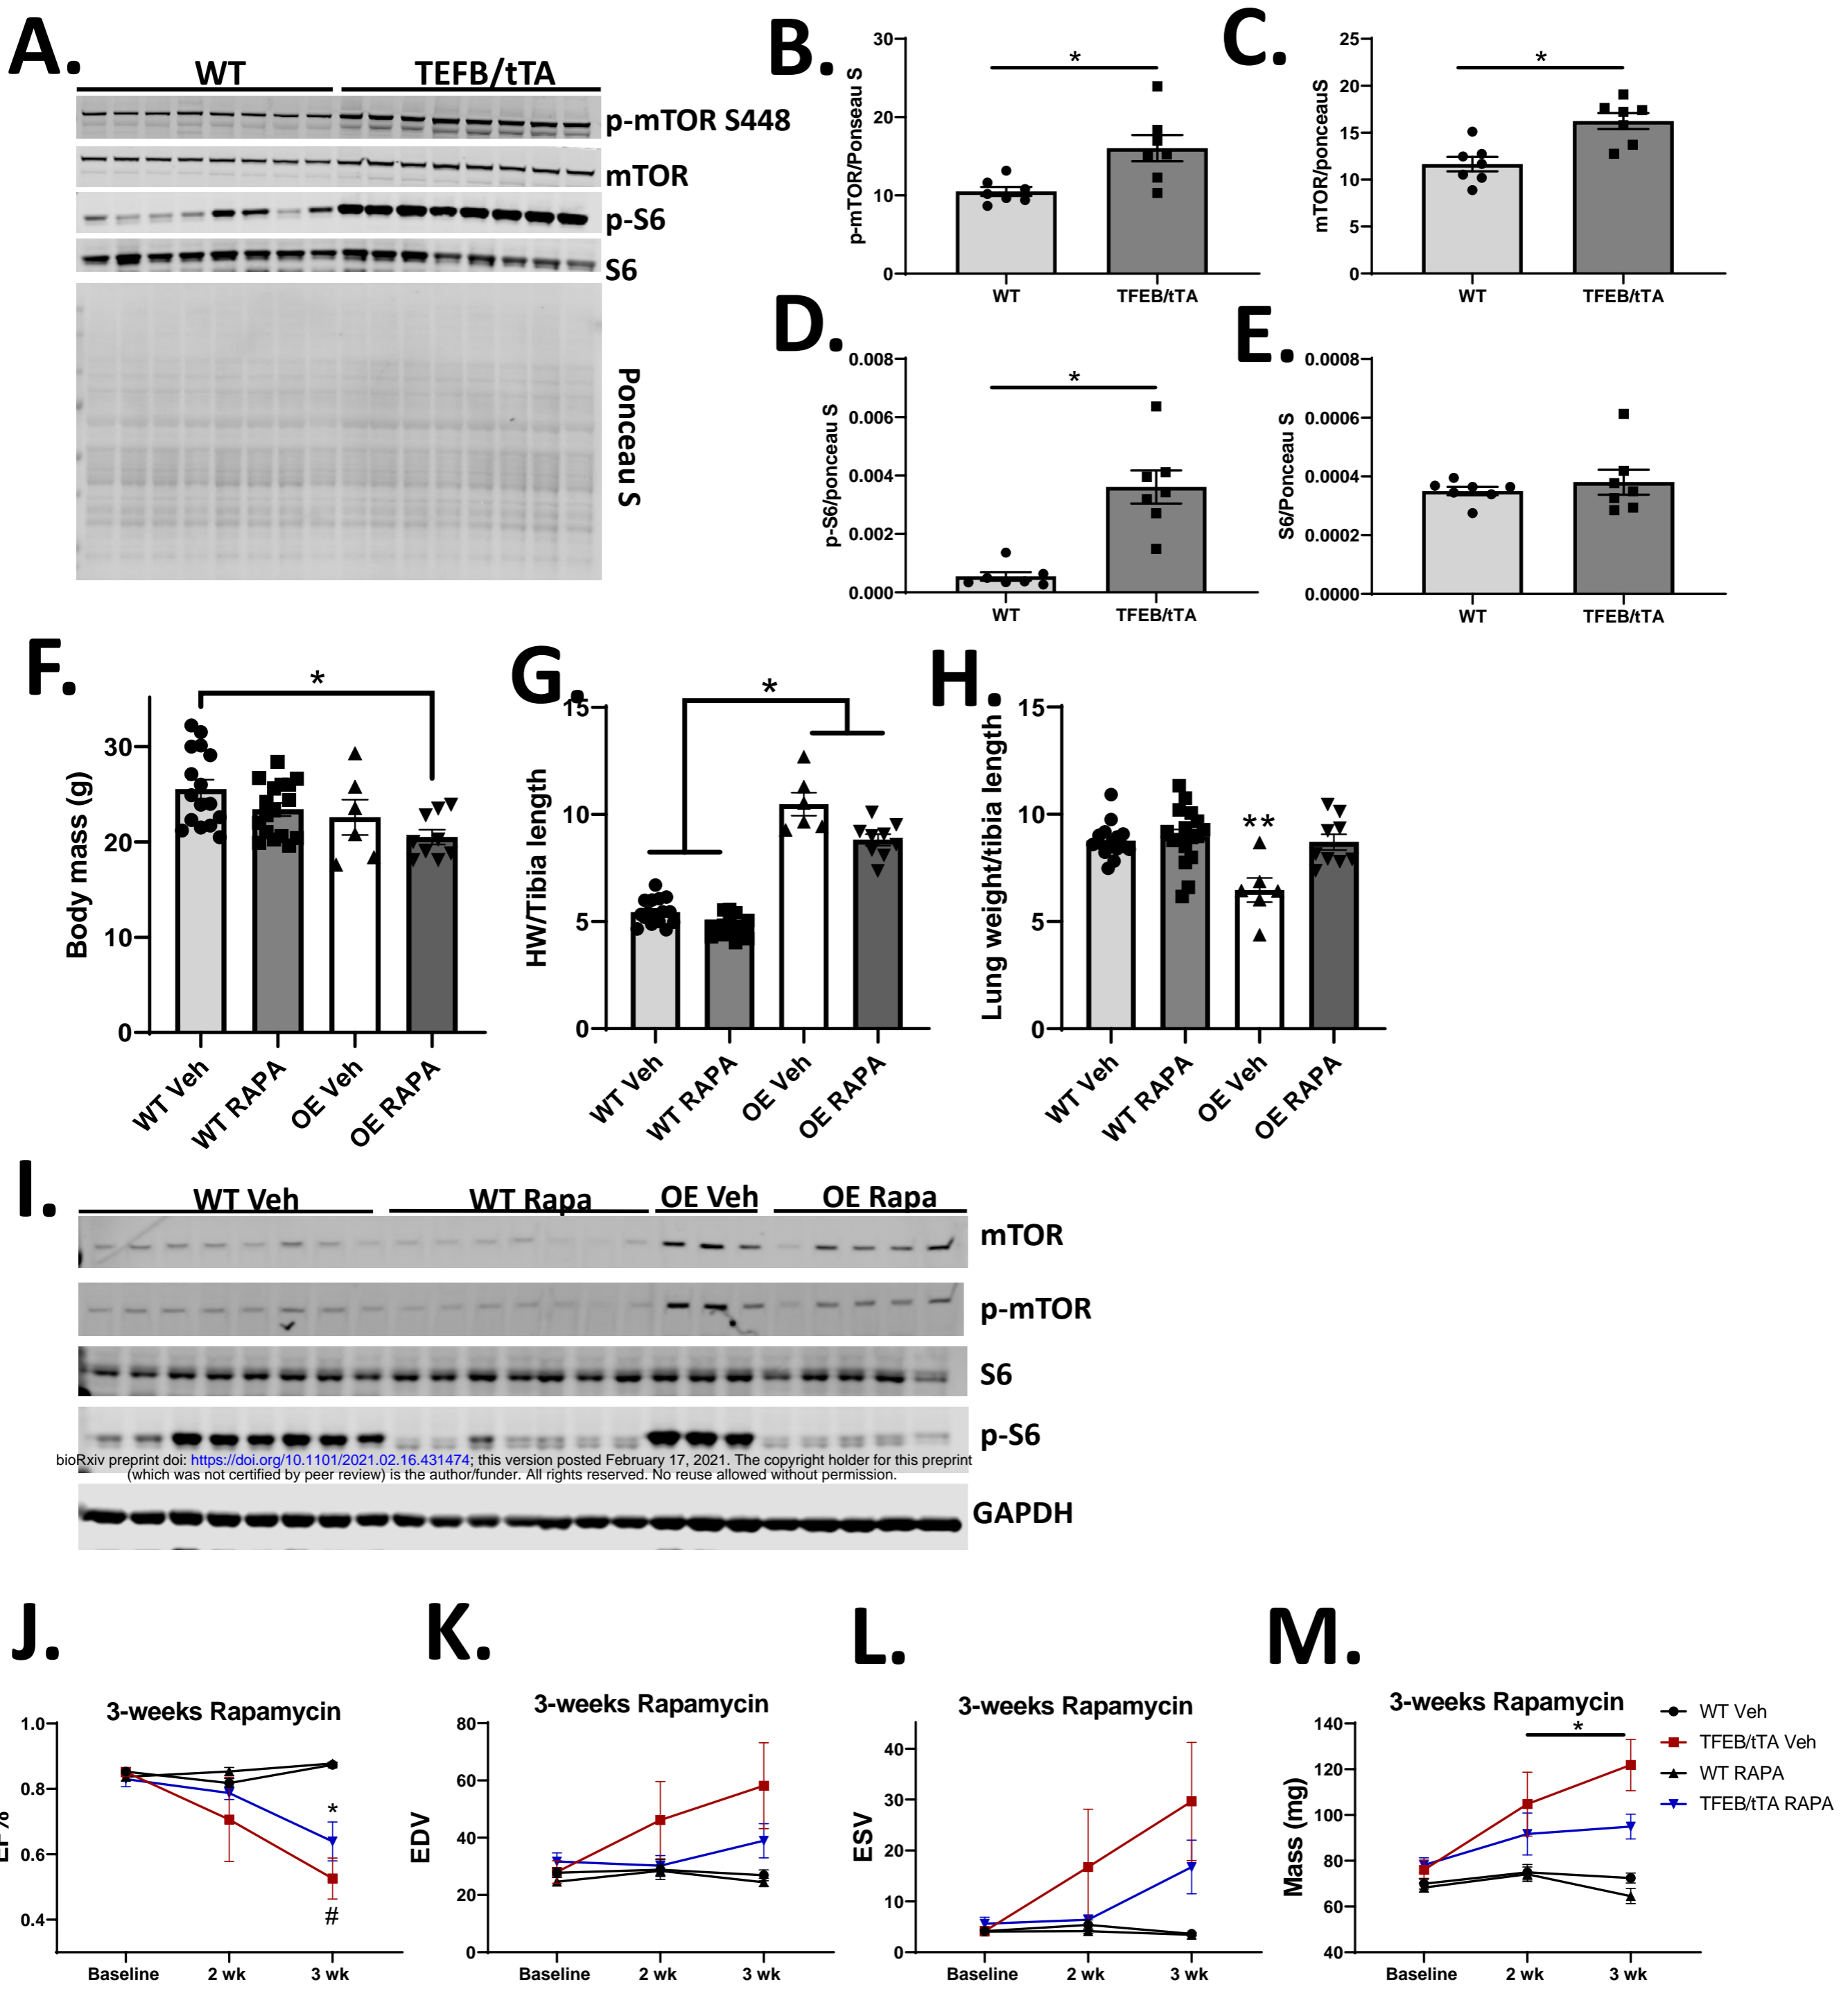 A.
WT TEFB/tTA
p-mTOR S448
mTOR
p-S6
S6
Ponceau S
B.
30
20
10
0
p-mTOR/Ponseau S
*
WT TFEB/tTA
C.
25
20
15
10
5
0
mTOR/ponceauS
*
WT TFEB/tTA
D.
0.008
0.006
0.004
0.002
0.000
p-S6/ponceau S
*
WT TFEB/tTA
E.
0.0008
0.0006
0.0004
0.0002
0.0000
S6/Ponceau S
WT TFEB/tTA
F.
30
20
10
0
Body mass (g)
*
WT Veh
WT RAPA
OE Veh
OE RAPA
G.
15
10
5
0
HW/Tibia length
*
WT Veh
WT RAPA
OE Veh
OE RAPA
H.
15
10
5
0
Lung weight/tibia length
**
WT Veh
WT RAPA
OE Veh
OE RAPA
I.
WT Veh WT Rapa OE Veh OE Rapa
mTOR
p-mTOR
S6
p-S6
bioRxiv preprint doi: https://doi.org/10.1101/2021.02.16.431474; this version posted February 17, 2021. The copyright holder for this preprint
(which was not certified by peer review) is the author/funder. All rights reserved. No reuse allowed without permission.
GAPDH
J.
3-weeks Rapamycin
1.0
0.8
0.6
0.4
*
#
Baseline 2 wk 3 wk
K.
3-weeks Rapamycin
80
60
40
20
0
EDV
Baseline 2 wk 3 wk
L.
3-weeks Rapamycin
40
30
20
10
0
ESV
Baseline 2 wk 3 wk
M.
3-weeks Rapamycin
140
120
100
80
60
40
Mass (mg)
*
Baseline 2 wk 3 wk
WT Veh
TFEB/tTA Veh
WT RAPA
TFEB/tTA RAPA